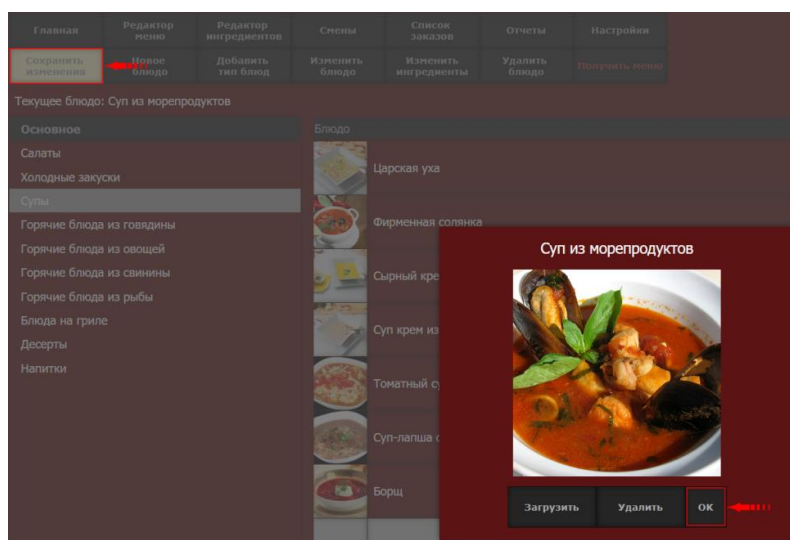 Главная
Редактор меню
Редактор ингредиентов
Смены
Список заказов
Отчеты
Настройки
Сохранить изменения
Новое блюдо
Добавить тип блюд
Изменить блюдо
Изменить ингредиенты
Удалить блюдо
Получить меню
Текущее блюдо: Суп из морепродуктов
Основное
Салаты
Холодные закуски
Супы
Горячие блюда из говядины
Горячие блюда из овощей
Горячие блюда из свинины
Горячие блюда из рыбы
Блюда на гриле
Десерты
Напитки
Блюдо
Царская уха
Фирменная солянка
Сырный кре
Суп крем из
Томатный су
Суп-лапша
Борщ
Суп из морепродуктов
Загрузить
Удалить
ОК